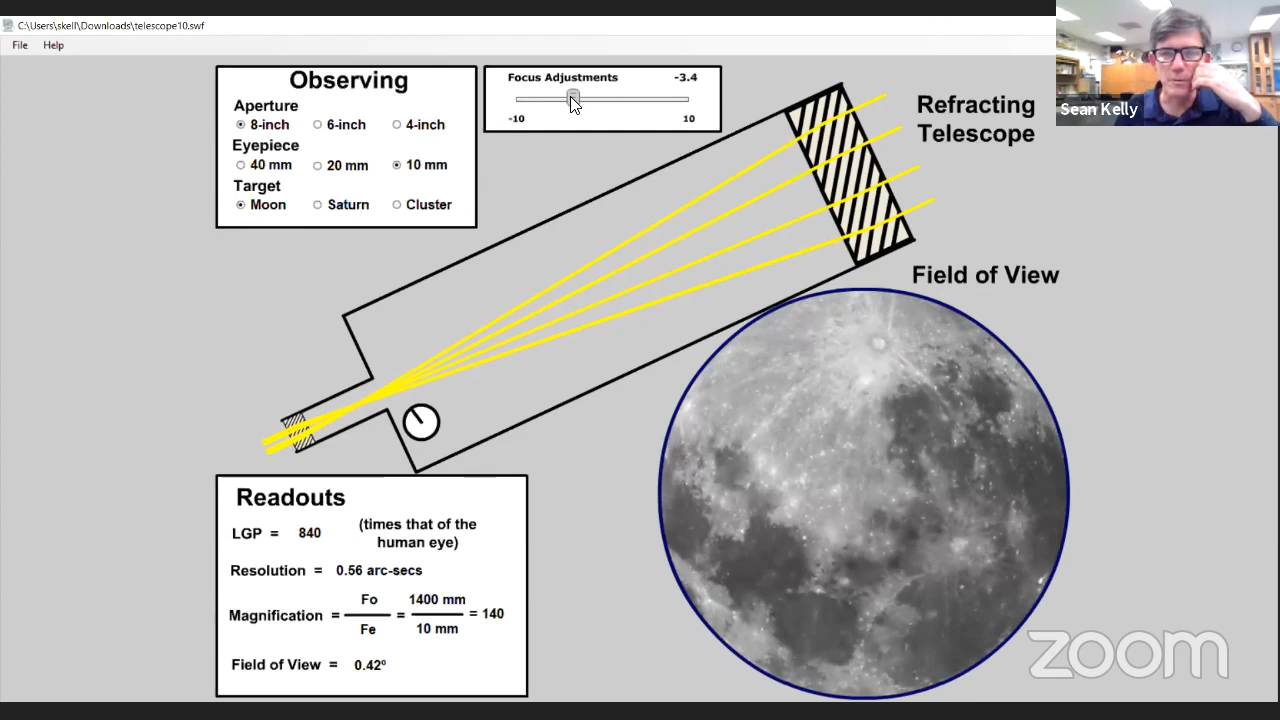 C:\Users\skell\Downloads\telescope10.swf
File Help
Observing
Aperture
8-inch 6-inch 4-inch
Eyepiece
40 mm 20 mm 10 mm
Target
Moon Saturn Cluster
Focus Adjustments -3.4
-10 10
Refracting
Telescope
Sean Kelly
Field of View
Readouts
LGP = 840 (times that of the
human eye)
Resolution = 0.56 arc-secs
Magnification = Fo / Fe = 1400 mm / 10 mm = 140
Field of View = 0.42º
zoom